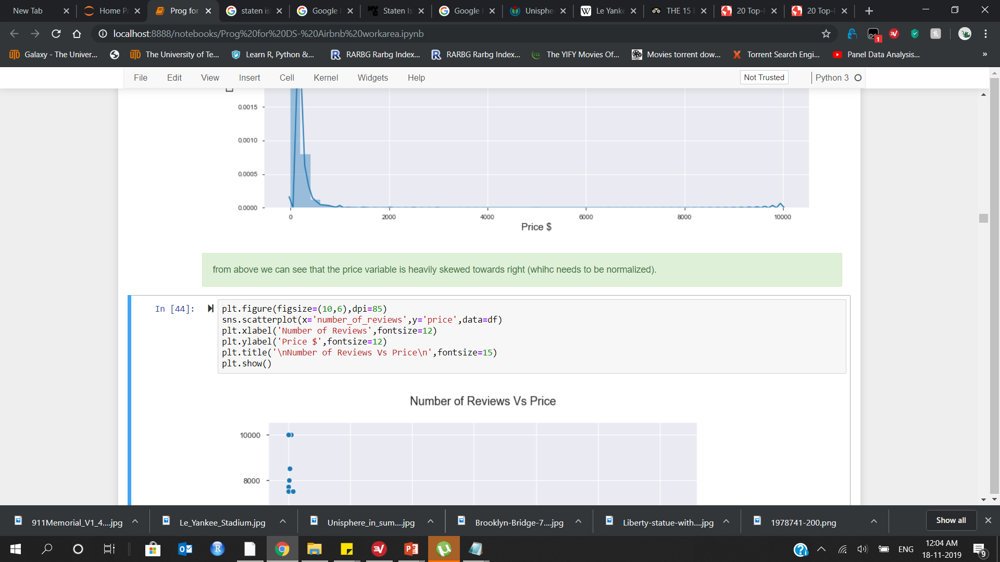 New Tab
Home P
Prog for
staten is
Google
Staten Is
Google
Unisphe
Le Yank
THE 15
20 Top-
20 Top-
localhost:8888/notebooks/Prog%20for%20DS-%20Airbnb%20workarea.ipynb
1
Galaxy - The Univer...
The University of Te...
Learn R, Python &...
RARBG Rarbg Index...
RARBG Rarbg Index...
The YIFY Movies Of...
Movies torrent dow...
Torrent Search Engi...
Panel Data Analysis...
»
File Edit View Insert Cell Kernel Widgets Help
Not Trusted
Python 3
0.0015
0.0010
0.0005
0.0000
0 2000 4000 6000 8000 10000
Price $
from above we can see that the price variable is heavily skewed towards right (whihc needs to be normalized).
In [44]:
plt.figure(figsize=(10,6),dpi=85)
sns.scatterplot(x='number_of_reviews',y='price',data=df)
plt.xlabel('Number of Reviews',fontsize=12)
plt.ylabel('Price $',fontsize=12)
plt.title('\nNumber of Reviews Vs Price\n',fontsize=15)
plt.show()
Number of Reviews Vs Price
10000
8000
911Memorial_V1_4....jpg
Le_Yankee_Stadium.jpg
Unisphere_in_sum....jpg
Brooklyn-Bridge-7....jpg
Liberty-statue-with....jpg
1978741-200.png
Show all
ENG
12:04 AM
18-11-2019
9